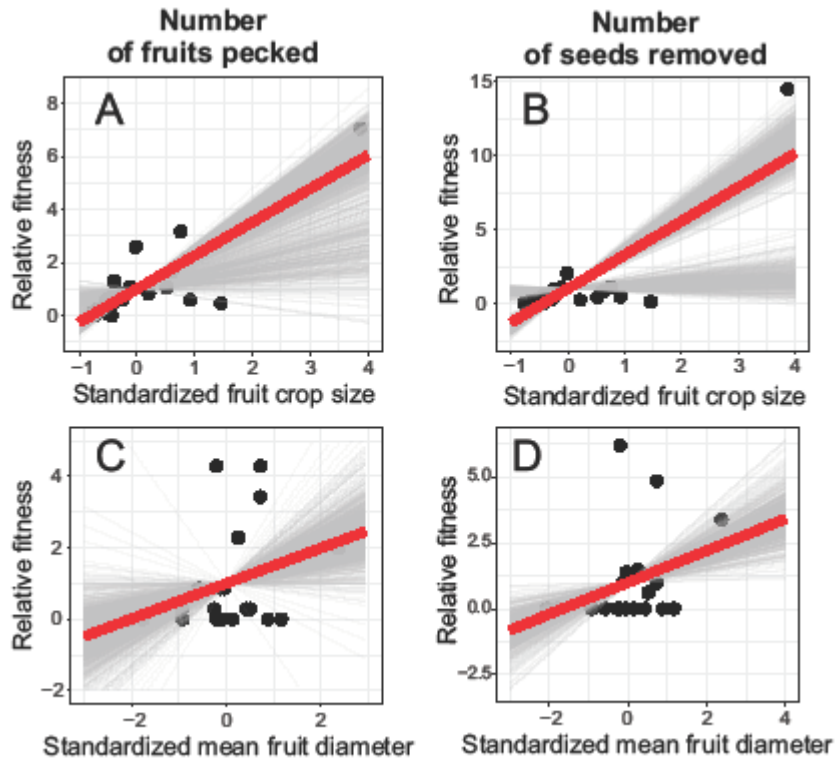 Number
of fruits pecked
Number
of seeds removed
A
8
6
4
2
0
Relative fitness
−1
0
1
2
3
4
Standardized fruit crop size
B
15
10
5
0
Relative fitness
−1
0
1
2
3
4
Standardized fruit crop size
C
4
2
0
−2
Relative fitness
−2
0
2
Standardized mean fruit diameter
D
5.0
2.5
0.0
−2.5
Relative fitness
−2
0
2
4
Standardized mean fruit diameter